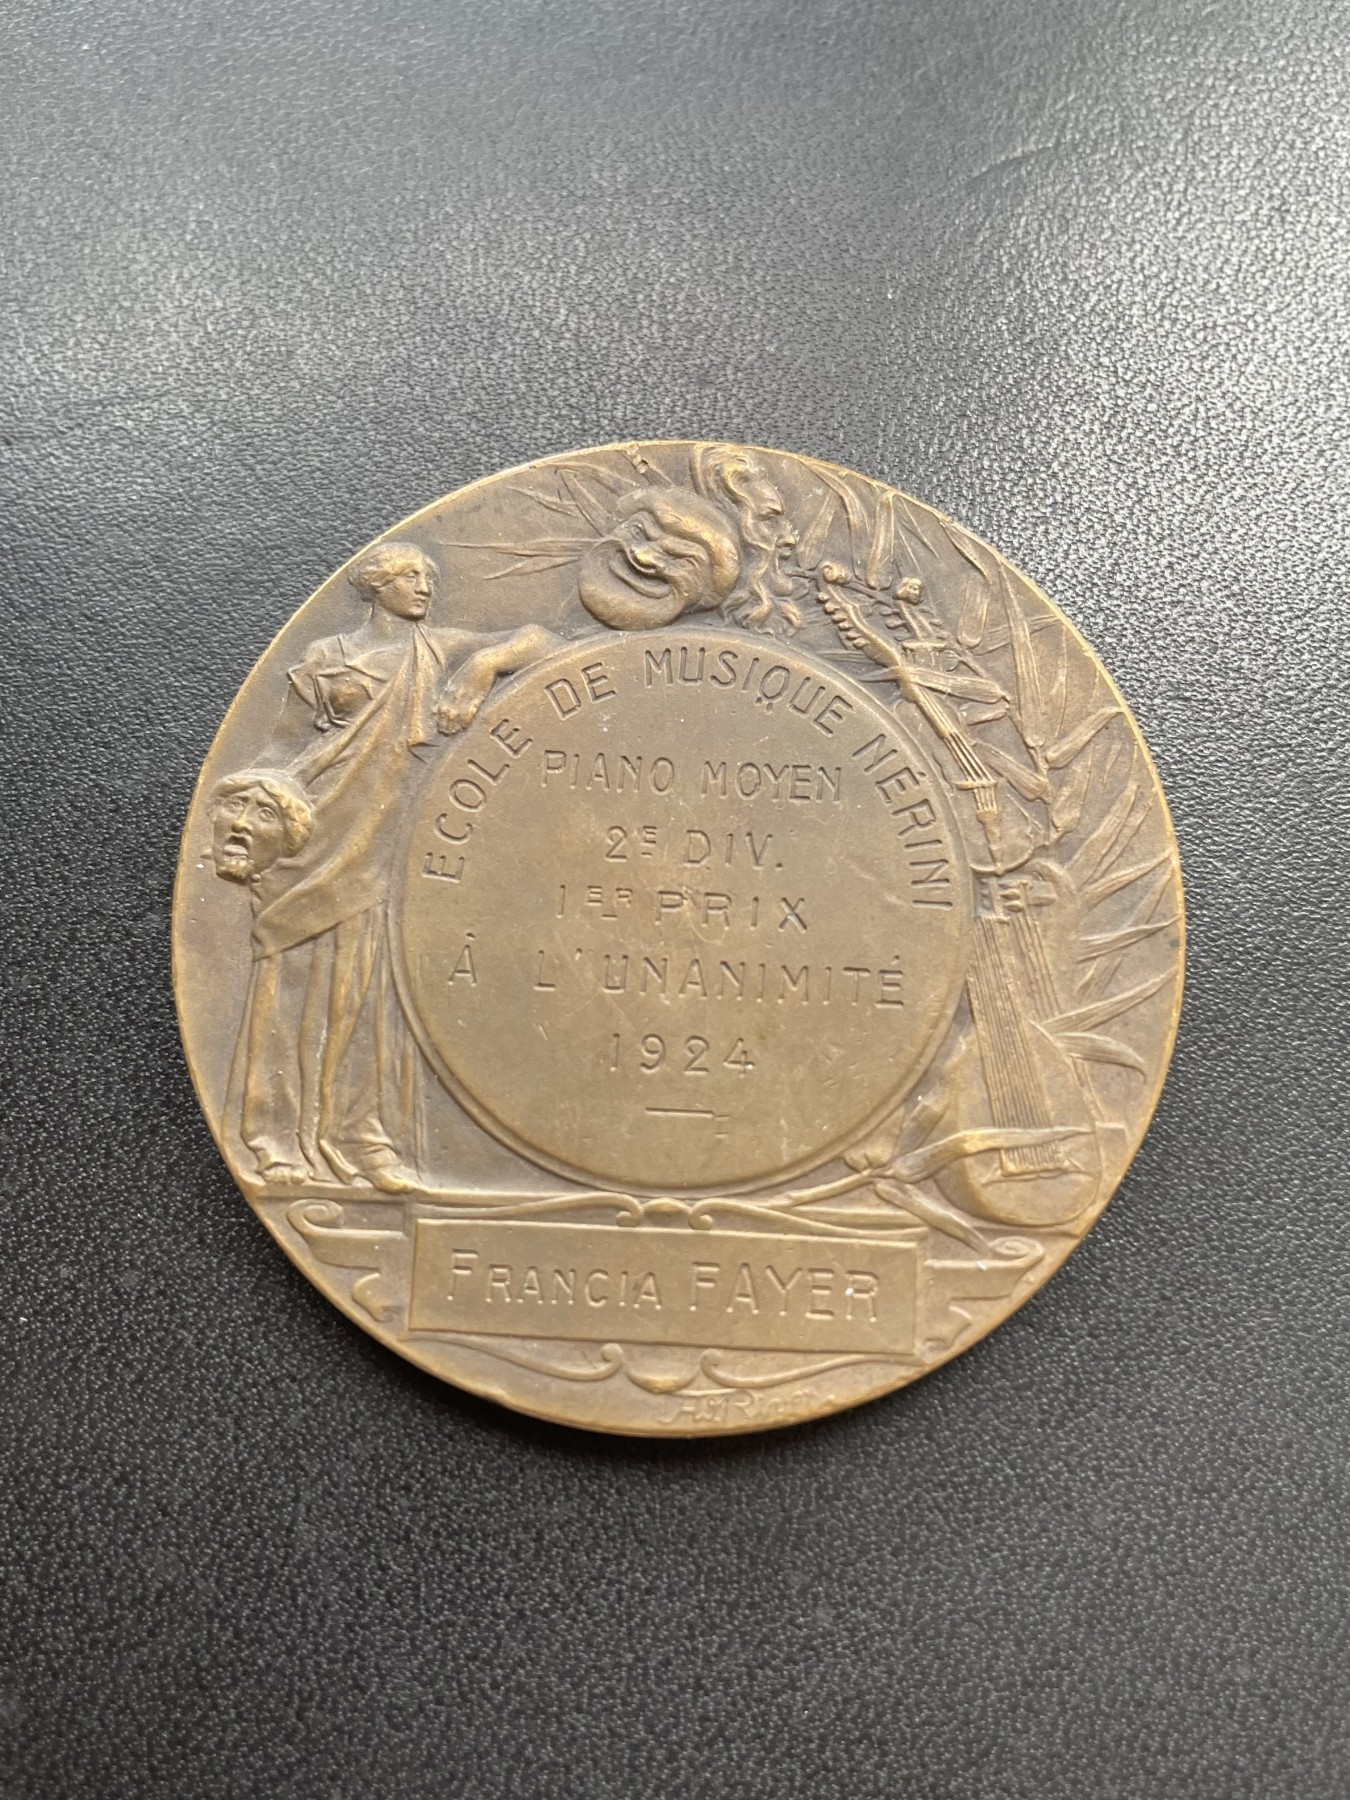 ECOLE DE MUSIQUE NÉRINI
PIANO MOYEN
2E DIV.
1ER PRIX
À L'UNANIMITÉ
1924
FRANCIA FAYER